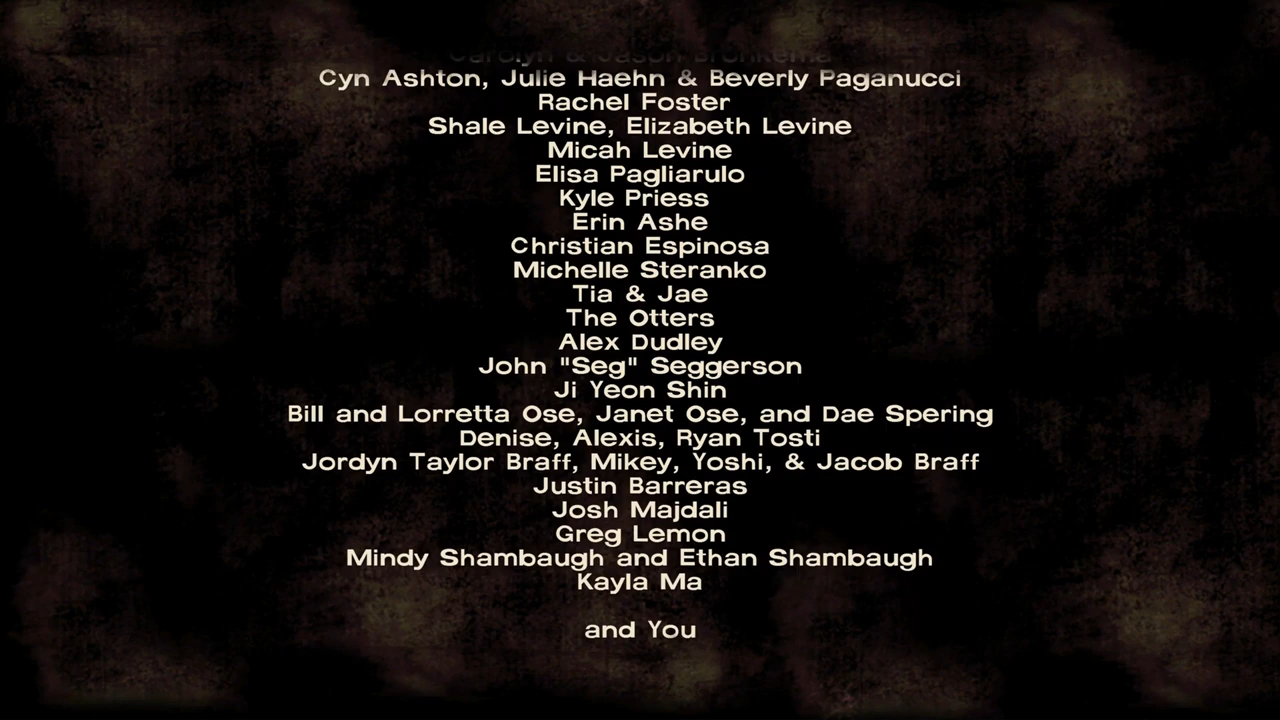 Carolyn & Jason Bronkema
Cyn Ashton, Julie Haehn & Beverly Paganucci
Rachel Foster
Shale Levine, Elizabeth Levine
Micah Levine
Elisa Pagliarulo
Kyle Priess
Erin Ashe
Christian Espinosa
Michelle Steranko
Tia & Jae
The Otters
Alex Dudley
John "Seg" Seggerson
Ji Yeon Shin
Bill and Lorretta Ose, Janet Ose, and Dae Spering
Denise, Alexis, Ryan Tosti
Jordyn Taylor Braff, Mikey, Yoshi, & Jacob Braff
Justin Barreras
Josh Majdali
Greg Lemon
Mindy Shambaugh and Ethan Shambaugh
Kayla Ma
and You